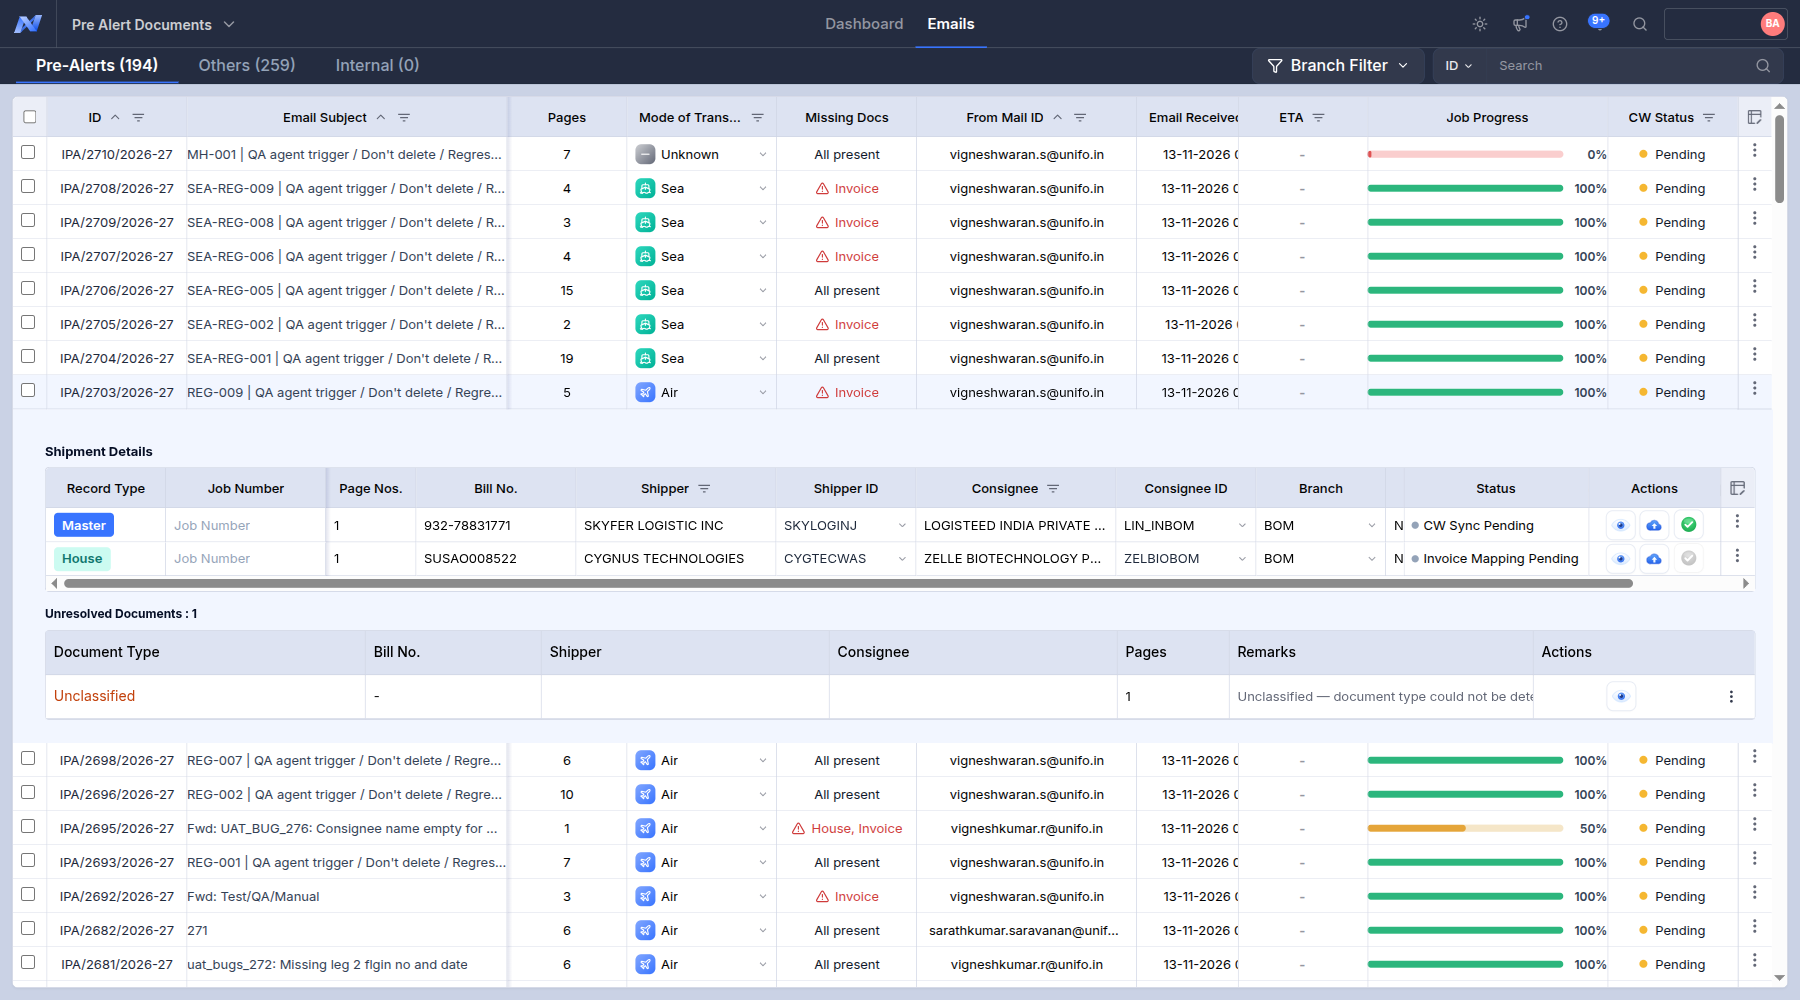 Pre Alert Documents
Dashboard
Emails
9+
BA
Pre-Alerts (194)
Others (259)
Internal (0)
Branch Filter
ID
Search
ID Email Subject Pages Mode of Trans... Missing Docs From Mail ID Email Received ETA Job Progress CW Status
IPA/2710/2026-27 MH-001 | QA agent trigger / Don't delete / Regres... 7 Unknown All present vigneshwaran.s@unifo.in 13-11-2026 - 0% Pending
IPA/2708/2026-27 SEA-REG-009 | QA agent trigger / Don't delete / R... 4 Sea Invoice vigneshwaran.s@unifo.in 13-11-2026 - 100% Pending
IPA/2709/2026-27 SEA-REG-008 | QA agent trigger / Don't delete / R... 3 Sea Invoice vigneshwaran.s@unifo.in 13-11-2026 - 100% Pending
IPA/2707/2026-27 SEA-REG-006 | QA agent trigger / Don't delete / R... 4 Sea Invoice vigneshwaran.s@unifo.in 13-11-2026 - 100% Pending
IPA/2706/2026-27 SEA-REG-005 | QA agent trigger / Don't delete / R... 15 Sea All present vigneshwaran.s@unifo.in 13-11-2026 - 100% Pending
IPA/2705/2026-27 SEA-REG-002 | QA agent trigger / Don't delete / R... 2 Sea Invoice vigneshwaran.s@unifo.in 13-11-2026 - 100% Pending
IPA/2704/2026-27 SEA-REG-001 | QA agent trigger / Don't delete / R... 19 Sea All present vigneshwaran.s@unifo.in 13-11-2026 - 100% Pending
IPA/2703/2026-27 REG-009 | QA agent trigger / Don't delete / Regre... 5 Air Invoice vigneshwaran.s@unifo.in 13-11-2026 - 100% Pending
Shipment Details
Record Type Job Number Page Nos. Bill No. Shipper Shipper ID Consignee Consignee ID Branch Status Actions
Master Job Number 1 932-78831771 SKYFER LOGISTIC INC SKYLOGINJ LOGISTEED INDIA PRIVATE ... LIN_INBOM BOM N CW Sync Pending
House Job Number 1 SUSAO008522 CYGNUS TECHNOLOGIES CYGTECWAS ZELLE BIOTECHNOLOGY P... ZELBIOBOM BOM N Invoice Mapping Pending
Unresolved Documents : 1
Document Type Bill No. Shipper Consignee Pages Remarks Actions
Unclassified - 1 Unclassified — document type could not be dete
IPA/2698/2026-27 REG-007 | QA agent trigger / Don't delete / Regre... 6 Air All present vigneshwaran.s@unifo.in 13-11-2026 - 100% Pending
IPA/2696/2026-27 REG-002 | QA agent trigger / Don't delete / Regre... 10 Air All present vigneshwaran.s@unifo.in 13-11-2026 - 100% Pending
IPA/2695/2026-27 Fwd: UAT_BUG_276: Consignee name empty for ... 1 Air House, Invoice vigneshkumar.r@unifo.in 13-11-2026 - 50% Pending
IPA/2693/2026-27 REG-001 | QA agent trigger / Don't delete / Regres... 7 Air All present vigneshwaran.s@unifo.in 13-11-2026 - 100% Pending
IPA/2692/2026-27 Fwd: Test/QA/Manual 3 Air Invoice vigneshwaran.s@unifo.in 13-11-2026 - 100% Pending
IPA/2682/2026-27 271 6 Air All present sarathkumar.saravanan@unif... 13-11-2026 - 100% Pending
IPA/2681/2026-27 uat_bugs_272: Missing leg 2 flgin no and date 6 Air All present vigneshkumar.r@unifo.in 13-11-2026 - 100% Pending